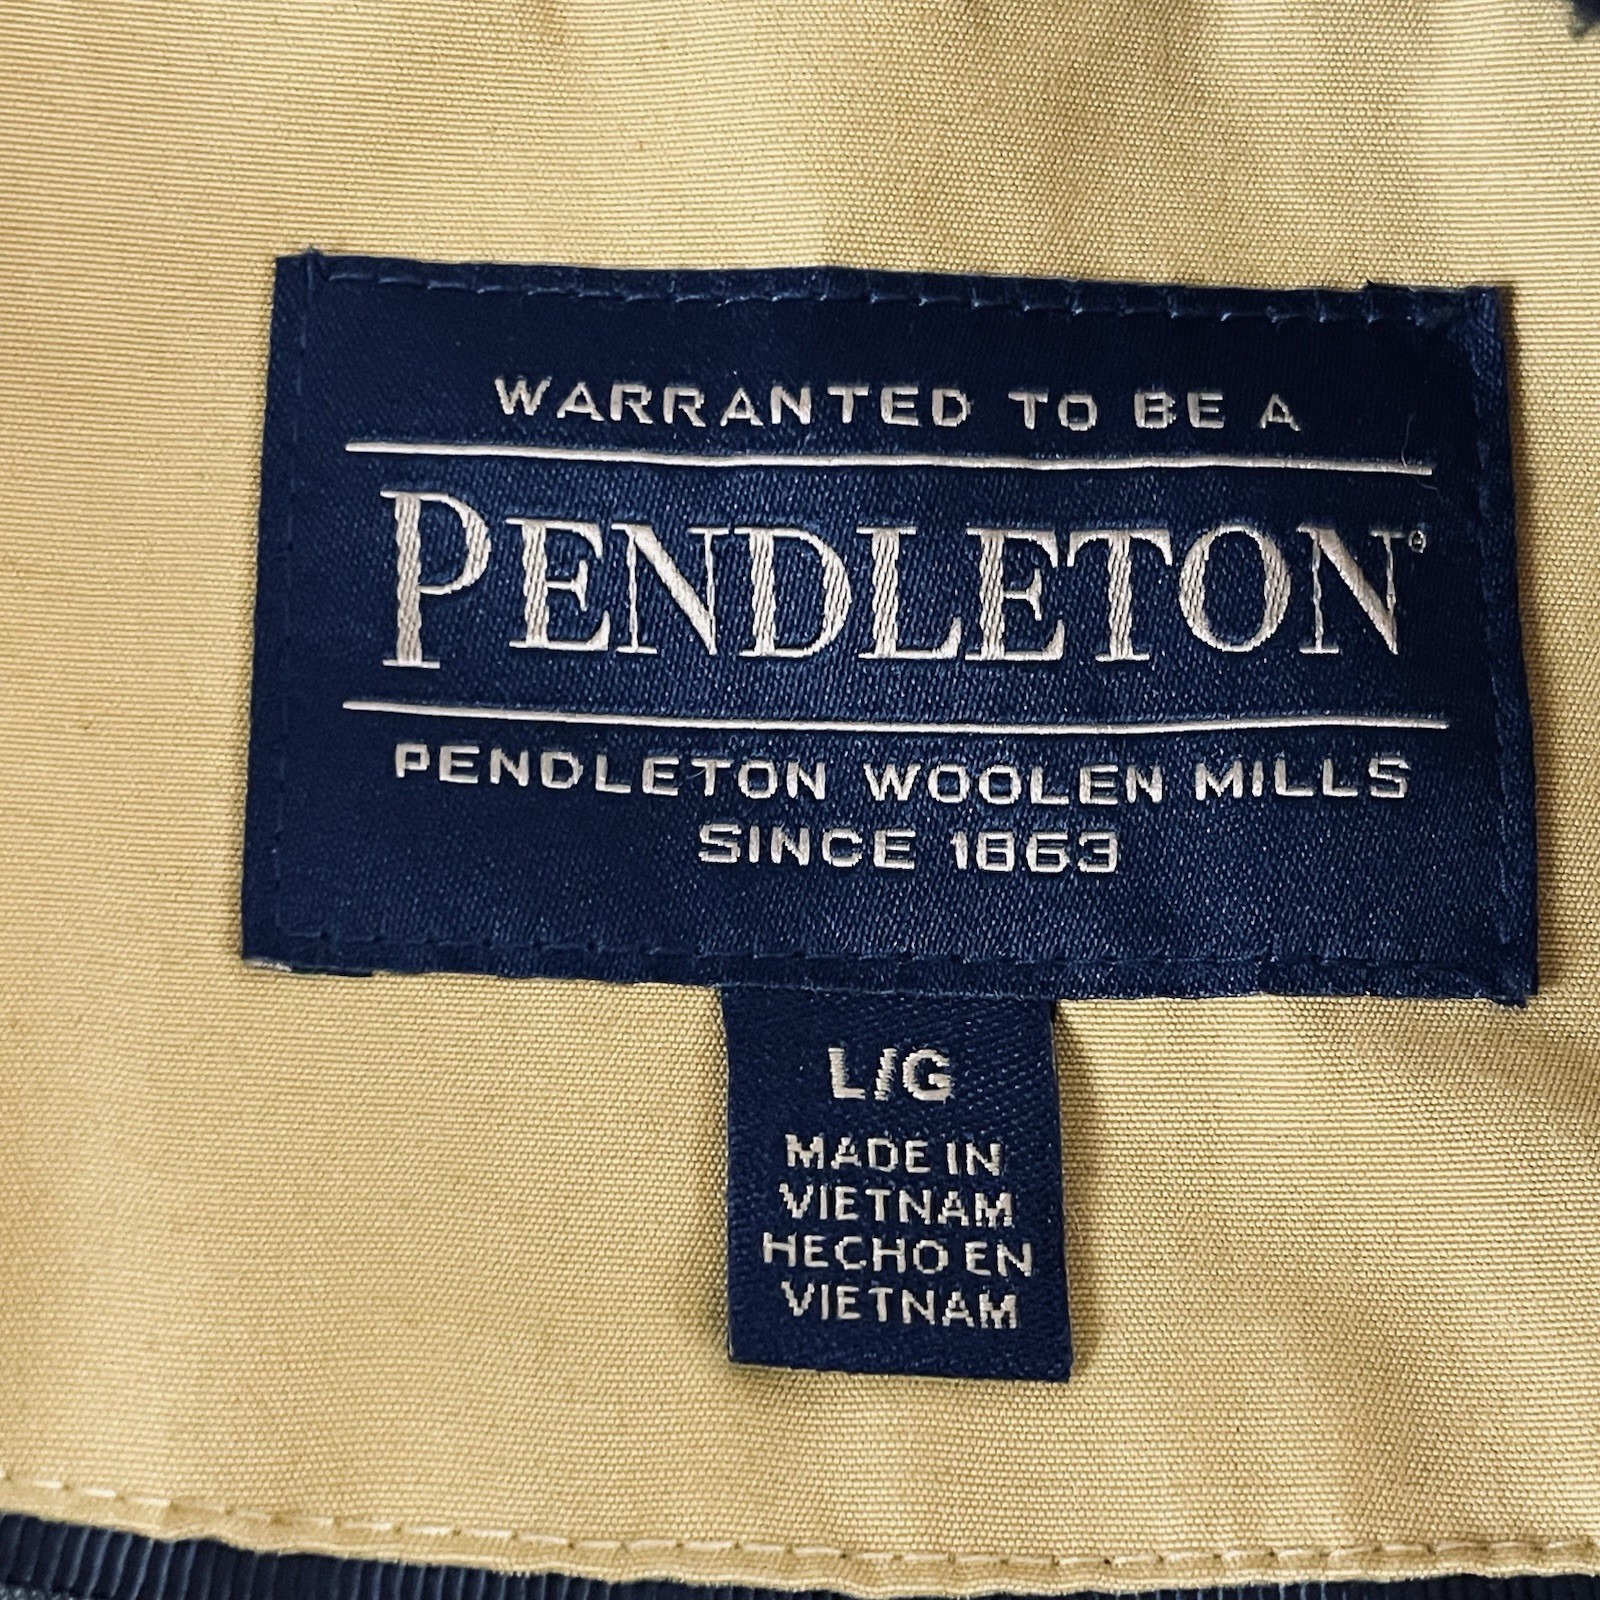 WARRANTED TO BE A
PENDLETON®
PENDLETON WOOLEN MILLS
SINCE 1863
L/G
MADE IN
VIETNAM
HECHO EN
VIETNAM